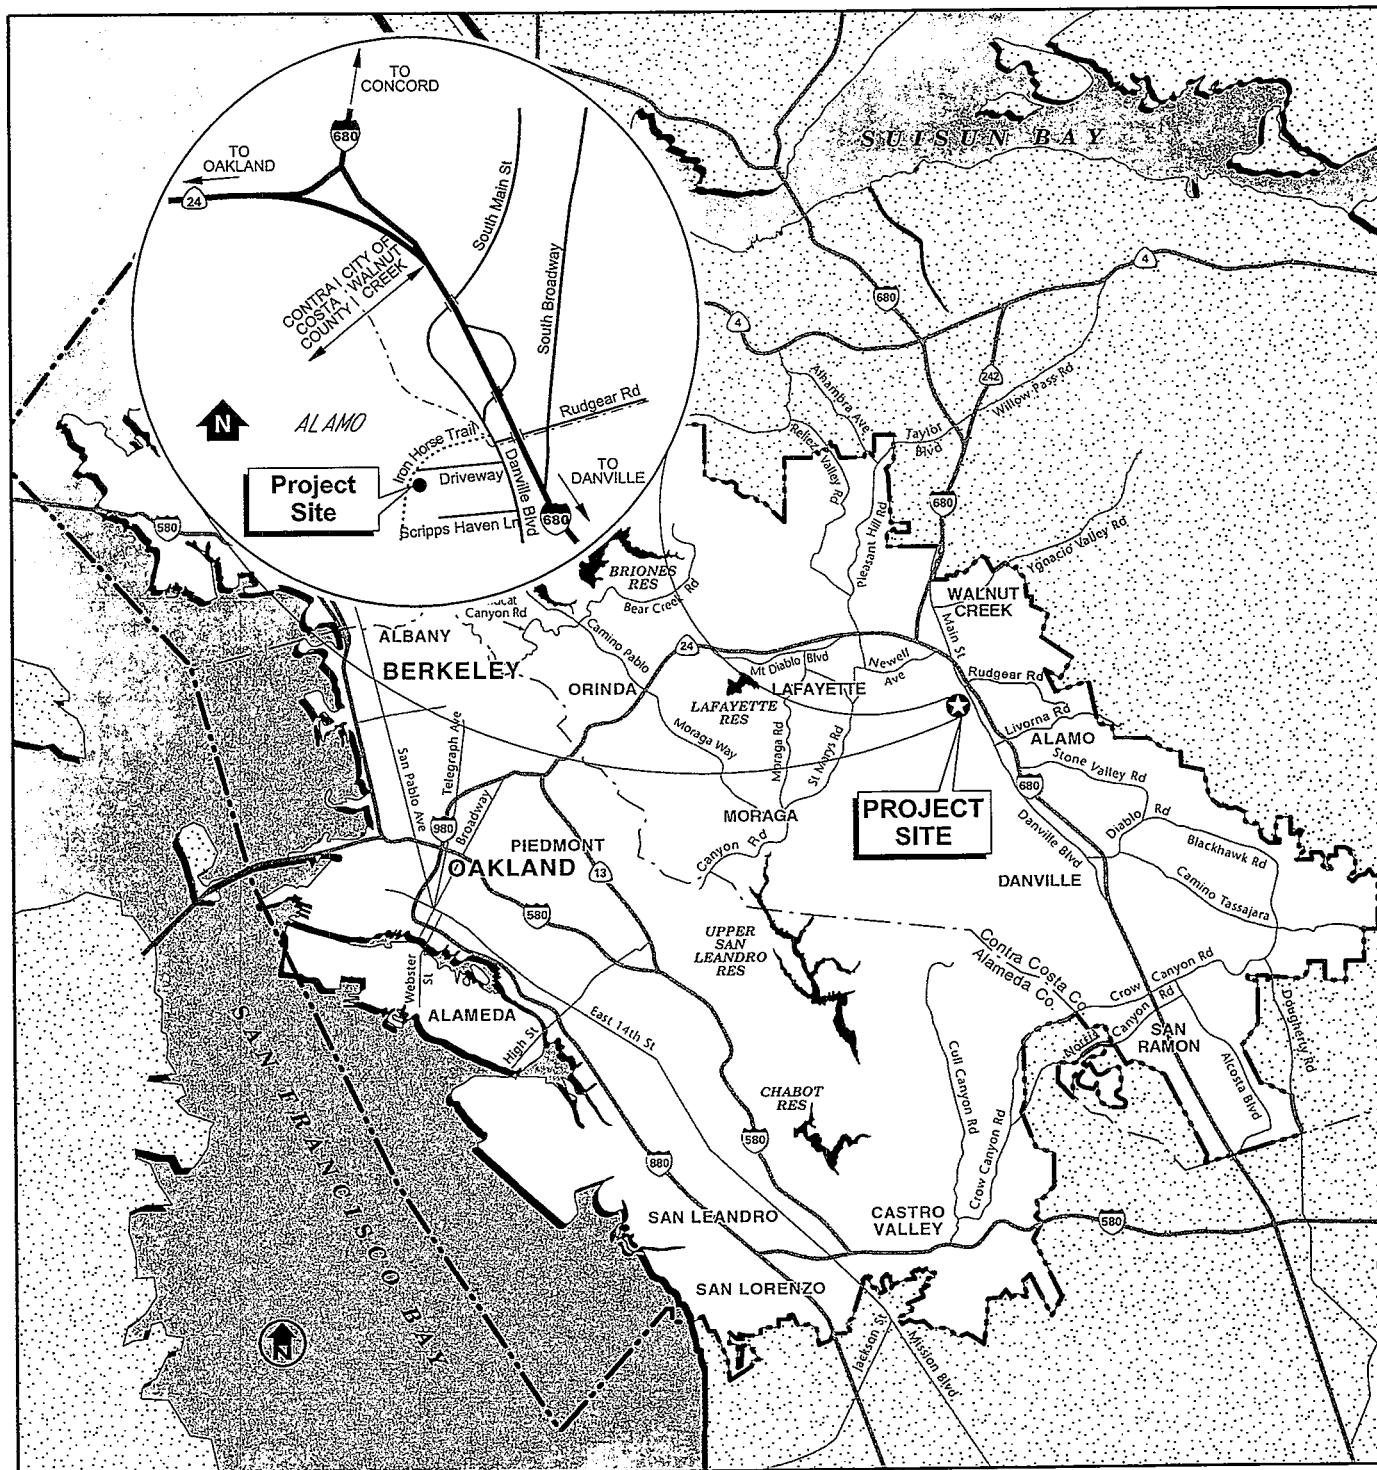 TO
CONCORD
680
TO
OAKLAND
24
South Main St
South Broadway
CONTRA | CITY OF
COSTA | WALNUT
COUNTY | CREEK
N
ALAMO
Rudgear Rd
Iron Horse Trail
Driveway
Danville Blvd
TO
DANVILLE
Project
Site
Scripps Haven Ln
680
SUISUN BAY
4
680
4
242
Alhambra Ave
Willow Pass Rd
Reliez Valley Rd
Taylor
Blvd
680
Pleasant Hill Rd
Ygnacio Valley Rd
580
BRIONES
RES
Bear Creek Rd
WALNUT
CREEK
Canyon Rd
Camino Pablo
Main St
ALBANY
BERKELEY
ORINDA
24
Mt Diablo Blvd
Newell
Ave
Rudgear Rd
LAFAYETTE
LAFAYETTE
RES
Livorna Rd
ALAMO
Stone Valley Rd
Moraga Way
Moraga Rd
St Marys Rd
San Pablo Ave
Telegraph Ave
Broadway
980
680
PROJECT
SITE
MORAGA
Canyon Rd
Danville Blvd
Diablo Rd
Blackhawk Rd
PIEDMONT
OAKLAND
13
DANVILLE
Camino Tassajara
580
UPPER
SAN
LEANDRO
RES
Contra Costa Co
Alameda Co
Crow Canyon Rd
Webster
St
ALAMEDA
High St
East 14th St
Norris Canyon Rd
SAN
RAMON
Dougherty Rd
Alcosta Blvd
Cull Canyon Rd
Crow Canyon Rd
CHABOT
RES
SAN FRANCISCO BAY
580
880
SAN LEANDRO
CASTRO
VALLEY
580
SAN LORENZO
N
Jackson St
Mission Blvd